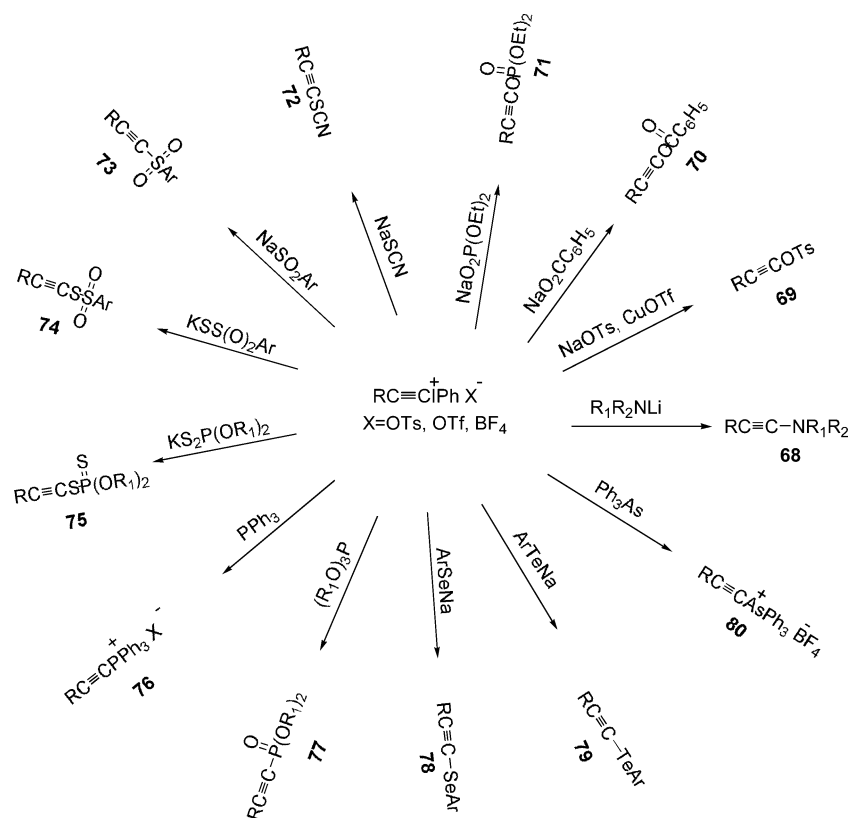 RC≡CIPh X
+
-
X=OTs, OTf, BF4
R1R2NLi
RC≡C–NR1R2
68
NaOTs, CuOTf
RC≡COTs
69
NaO2CC6H5
O
RC≡COCC6H5
70
NaO2P(OEt)2
O
RC≡COP(OEt)2
71
NaSCN
RC≡CSCN
72
NaSO2Ar
RC≡C–SAr
O
O
73
KSS(O)2Ar
O
RC≡CS-SAr
O
74
KS2P(OR1)2
S
RC≡CSP(OR1)2
75
PPh3
RC≡CPPh3 X
+
-
76
(R1O)3P
O
RC≡C–P(OR1)2
77
ArSeNa
RC≡C–SeAr
78
ArTeNa
RC≡C–TeAr
79
Ph3As
RC≡CAsPh3 BF4
+
-
80